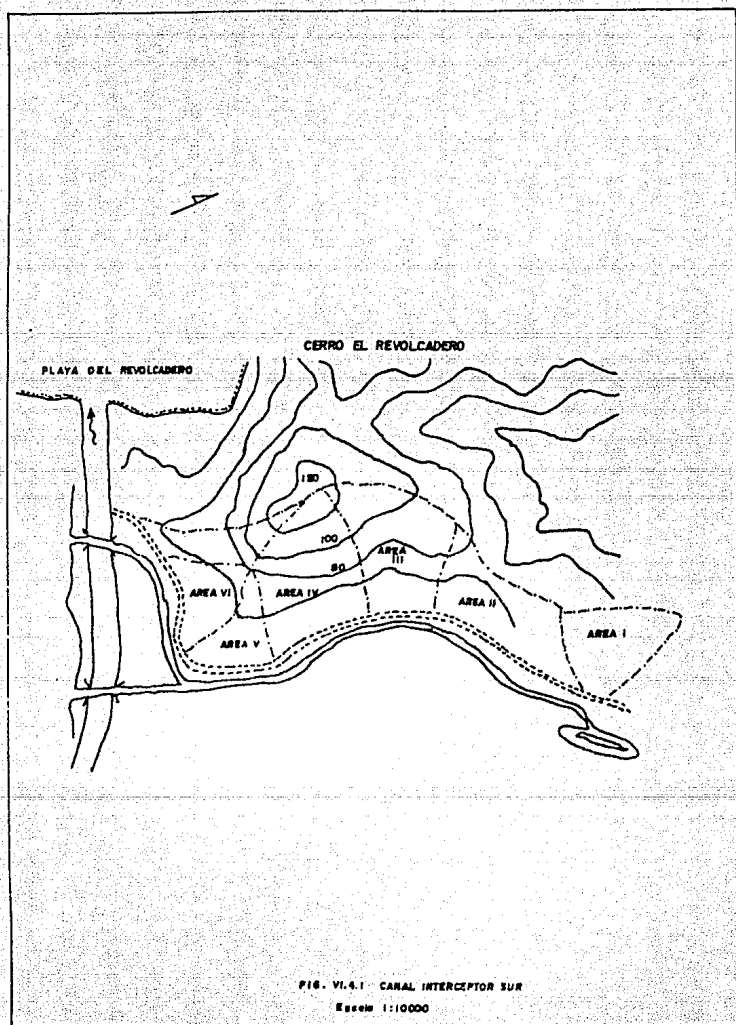 CERRO EL REVOLCADERO
PLAYA DEL REVOLCADERO
180
100
80
AREA III
AREA VI
AREA IV
AREA II
AREA I
AREA V
FIG. VI.4.1 CANAL INTERCEPTOR SUR
Escala 1:10000